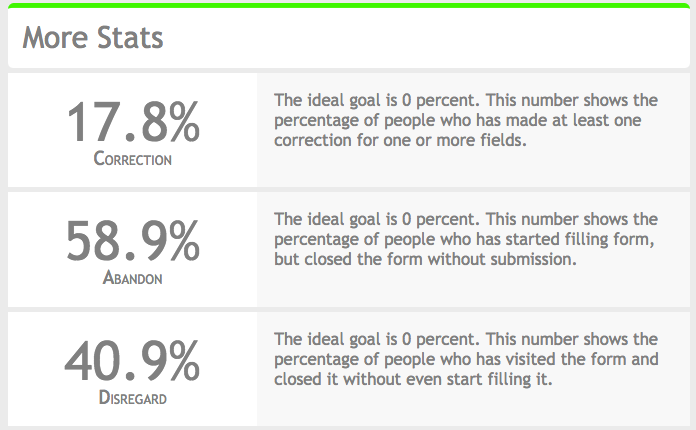 More Stats
17.8%
Correction
The ideal goal is 0 percent. This number shows the
percentage of people who has made at least one
correction for one or more fields.
58.9%
Abandon
The ideal goal is 0 percent. This number shows the
percentage of people who has started filling form,
but closed the form without submission.
40.9%
Disregard
The ideal goal is 0 percent. This number shows the
percentage of people who has visited the form and
closed it without even start filling it.